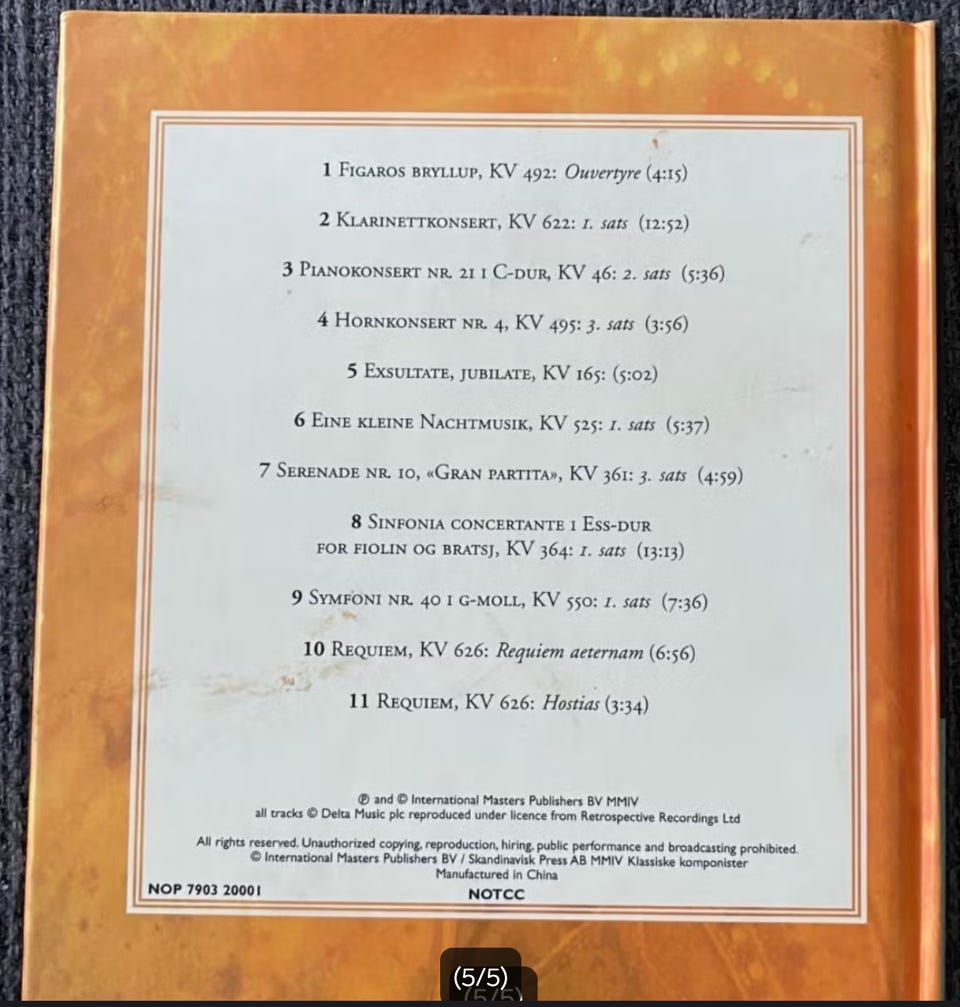 1 FIGAROS BRYLLUP, KV 492: Ouvertyre (4:15)
2 KLARINETTKONSERT, KV 622: 1. sats (12:52)
3 PIANOKONSERT NR. 21 I C-DUR, KV 46: 2. sats (5:36)
4 HORNKONSERT NR. 4, KV 495: 3. sats (3:56)
5 EXSULTATE, JUBILATE, KV 165: (5:02)
6 EINE KLEINE NACHTMUSIK, KV 525: 1. sats (5:37)
7 SERENADE NR. 10, «GRAN PARTITA», KV 361: 3. sats (4:59)
8 SINFONIA CONCERTANTE I ESS-DUR
FOR FIOLIN OG BRATSJ, KV 364: 1. sats (13:13)
9 SYMFONI NR. 40 I G-MOLL, KV 550: 1. sats (7:36)
10 REQUIEM, KV 626: Requiem aeternam (6:56)
11 REQUIEM, KV 626: Hostias (3:34)
℗ and © International Masters Publishers BV MMIV
all tracks © Delta Music plc reproduced under licence from Retrospective Recordings Ltd
All rights reserved. Unauthorized copying, reproduction, hiring, public performance and broadcasting prohibited.
© International Masters Publishers BV / Skandinavisk Press AB MMIV Klassiske komponister
Manufactured in China
NOP 7903 20001 NOTCC
(5/5)
(5/5)